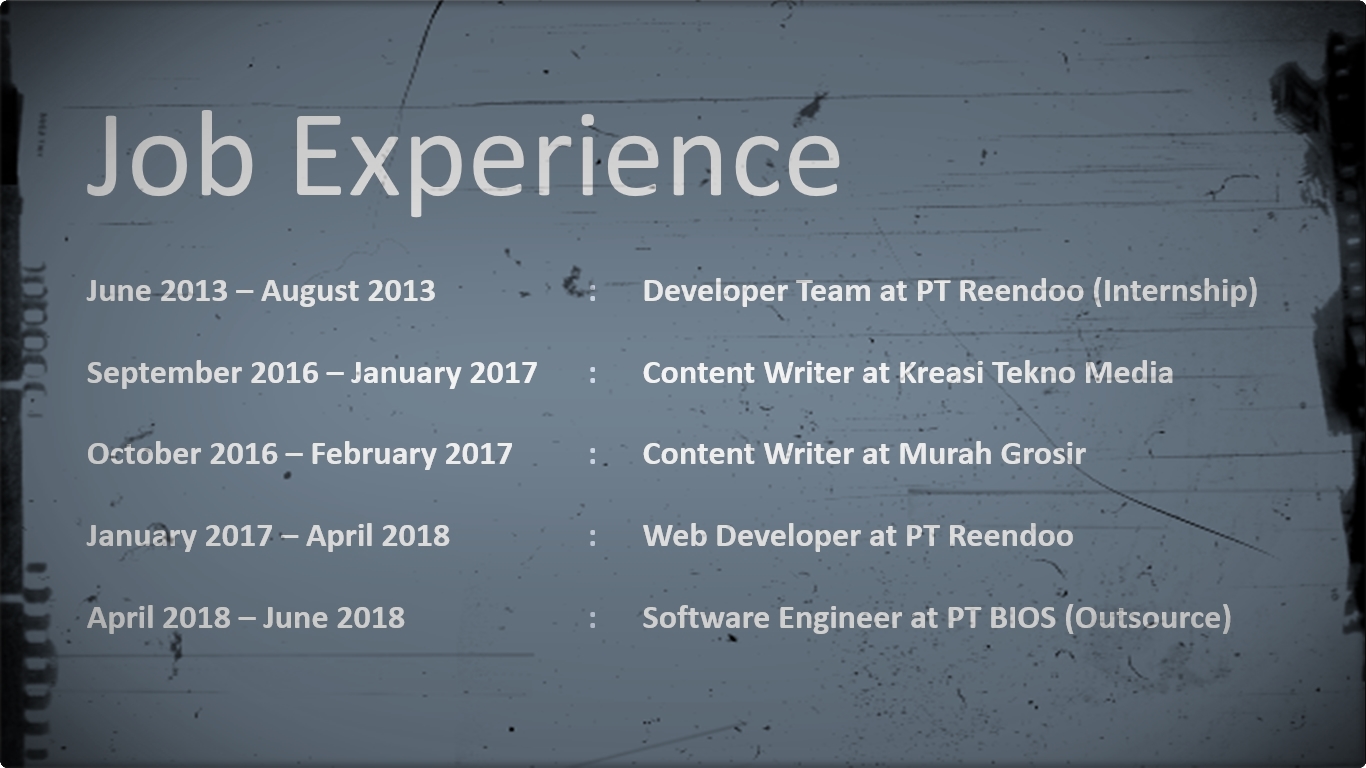 Job Experience
June 2013 – August 2013 : Developer Team at PT Reendoo (Internship)
September 2016 – January 2017 : Content Writer at Kreasi Tekno Media
October 2016 – February 2017 : Content Writer at Murah Grosir
January 2017 – April 2018 : Web Developer at PT Reendoo
April 2018 – June 2018 : Software Engineer at PT BIOS (Outsource)